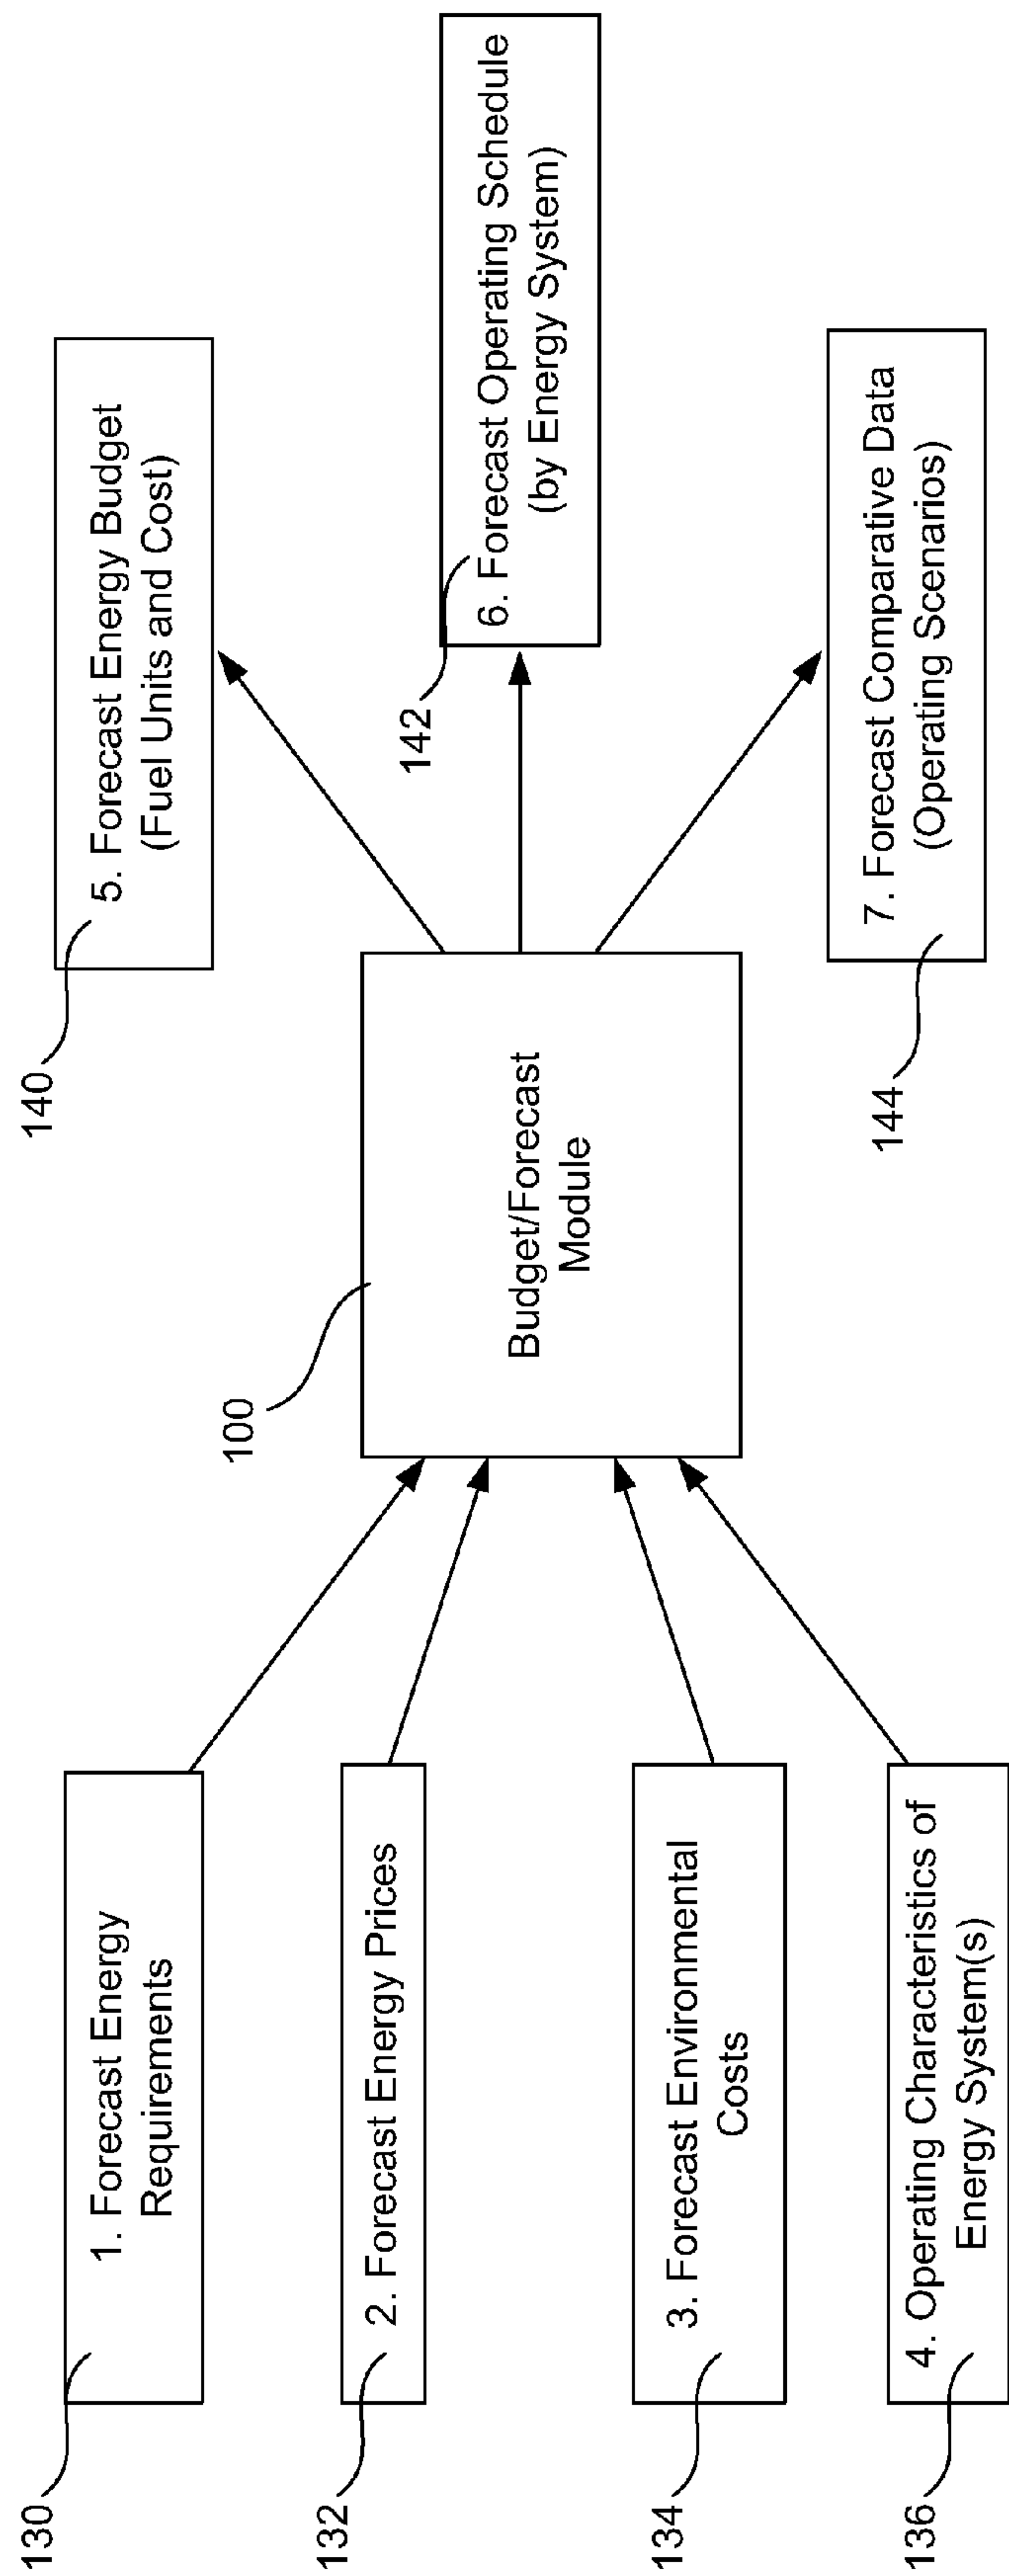 130
1. Forecast Energy
Requirements
132
2. Forecast Energy Prices
134
3. Forecast Environmental
Costs
136
4. Operating Characteristics of
Energy System(s)
100
Budget/Forecast
Module
140
5. Forecast Energy Budget
(Fuel Units and Cost)
142
6. Forecast Operating Schedule
(by Energy System)
144
7. Forecast Comparative Data
(Operating Scenarios)